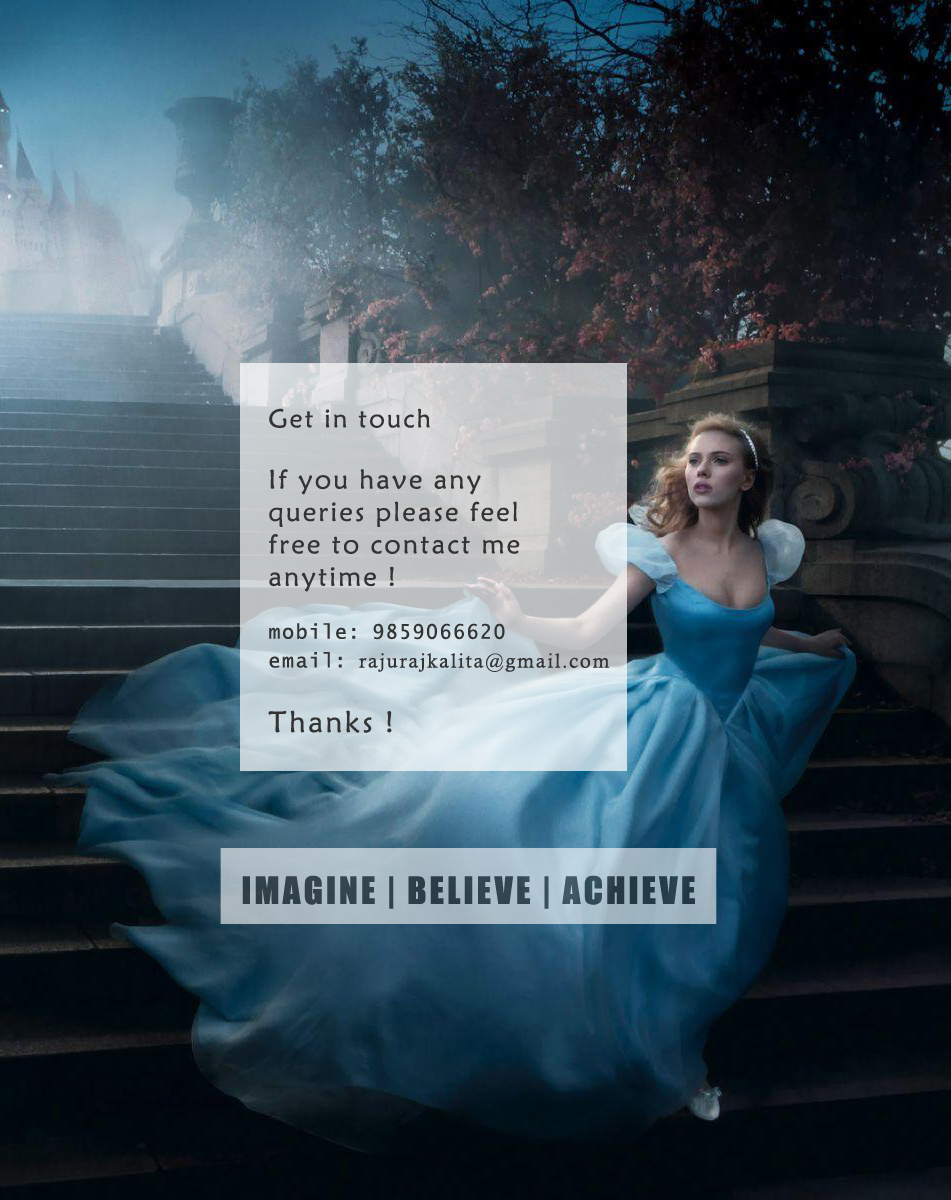 Get in touch
If you have any
queries please feel
free to contact me
anytime !
mobile: 9859066620
email: rajurajkalita@gmail.com
Thanks !
IMAGINE | BELIEVE | ACHIEVE